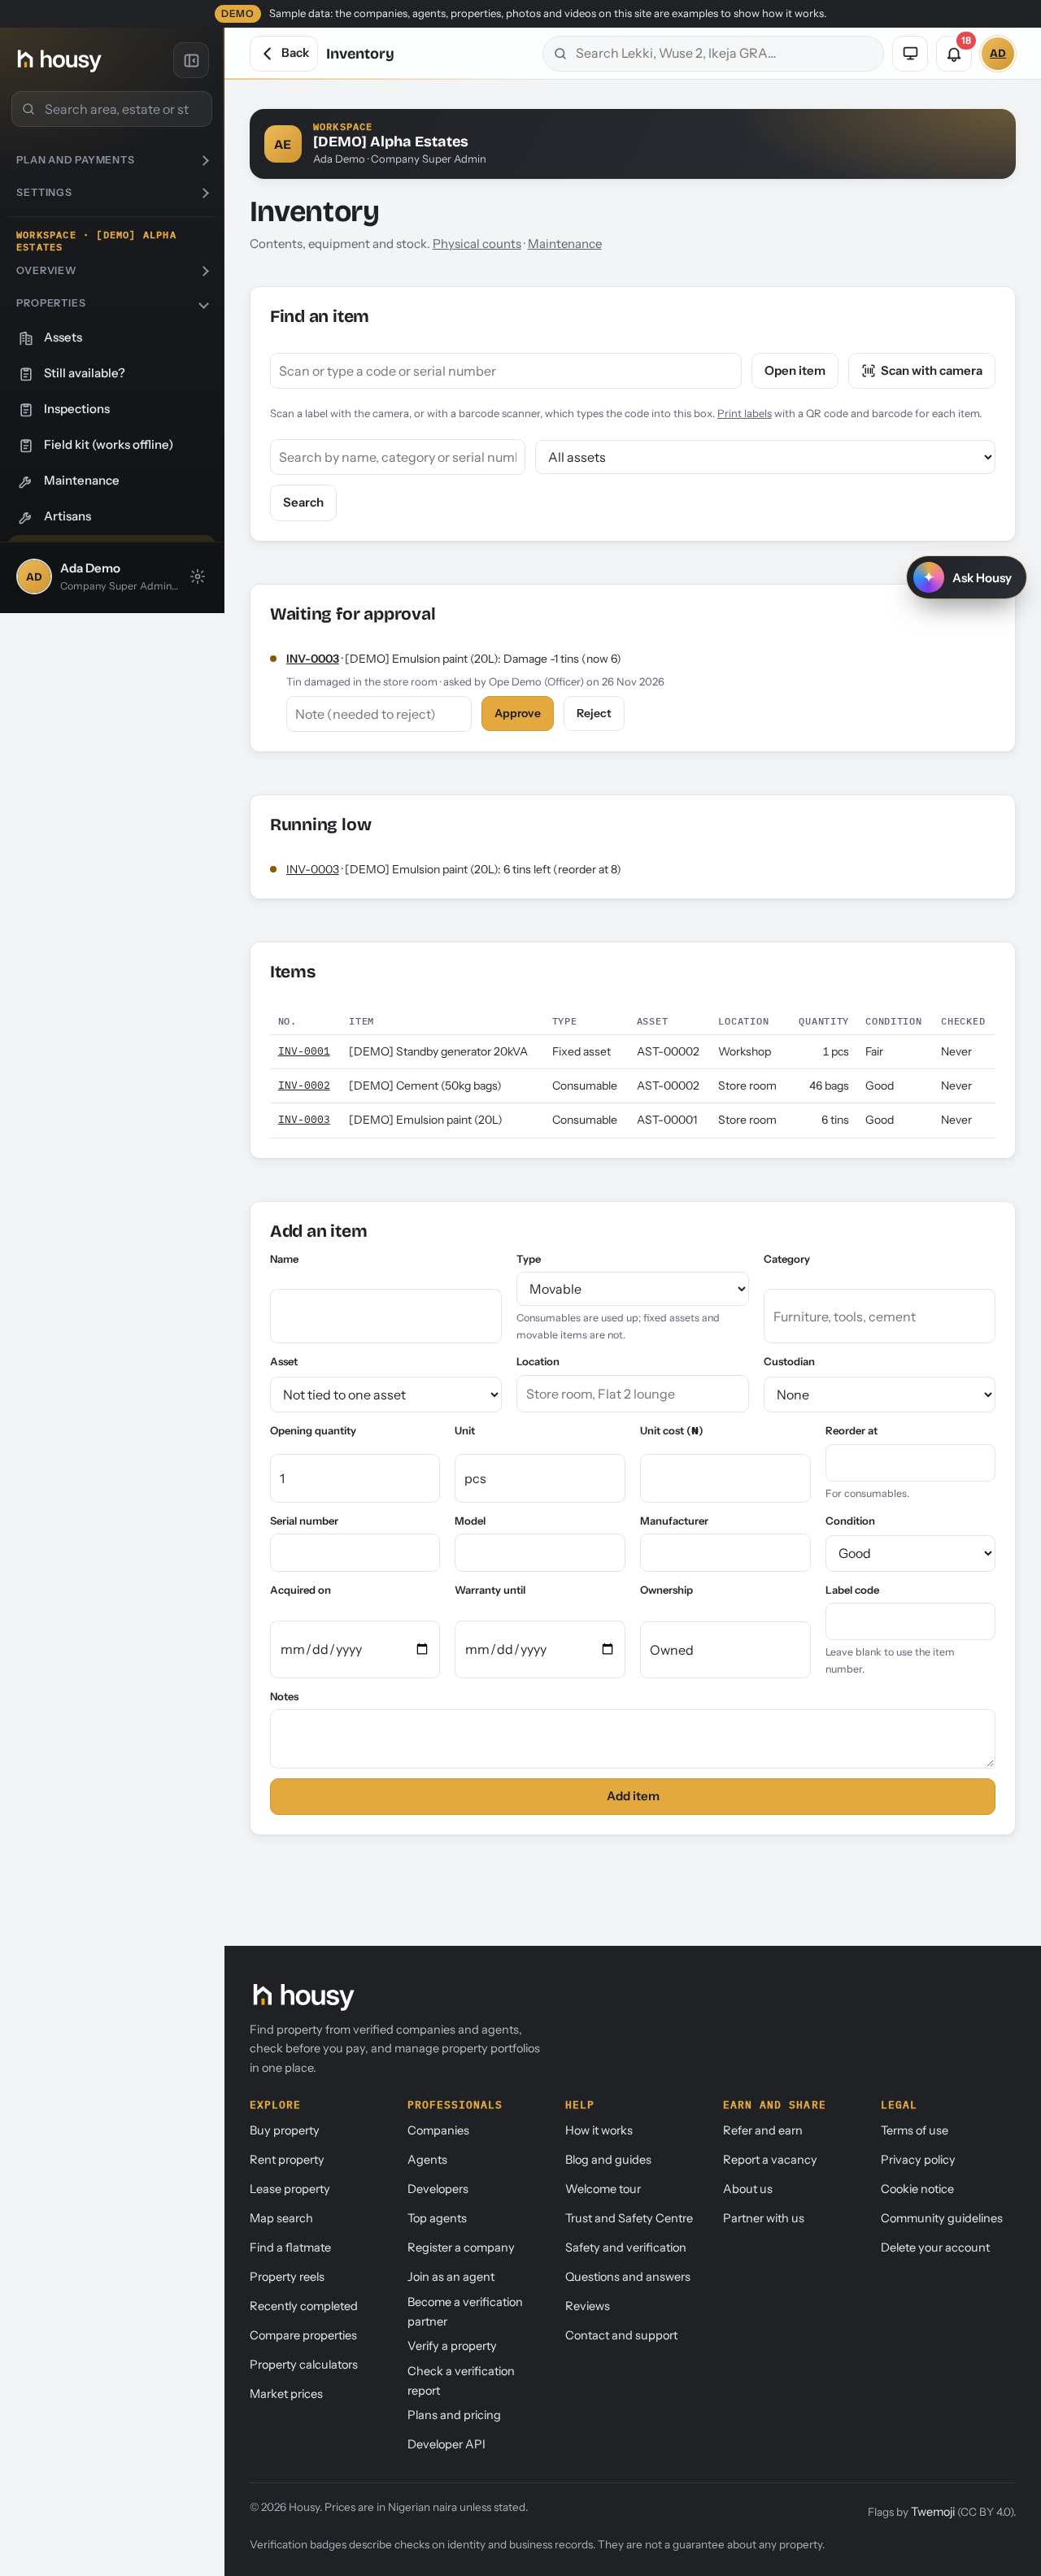 DEMO Sample data: the companies, agents, properties, photos and videos on this site are examples to show how it works.
housy
Search area, estate or st
PLAN AND PAYMENTS
SETTINGS
WORKSPACE · [DEMO] ALPHA
ESTATES
OVERVIEW
PROPERTIES
Assets
Still available?
Inspections
Field kit (works offline)
Maintenance
Artisans
AD
Ada Demo
Company Super Admin...
Back
Inventory
Search Lekki, Wuse 2, Ikeja GRA...
18
AD
AE
WORKSPACE
[DEMO] Alpha Estates
Ada Demo · Company Super Admin
Inventory
Contents, equipment and stock. Physical counts · Maintenance
Find an item
Scan or type a code or serial number
Open item
Scan with camera
Scan a label with the camera, or with a barcode scanner, which types the code into this box. Print labels with a QR code and barcode for each item.
Search by name, category or serial numl
All assets
Search
Ask Housy
Waiting for approval
INV-0003 · [DEMO] Emulsion paint (20L): Damage -1 tins (now 6)
Tin damaged in the store room · asked by Ope Demo (Officer) on 26 Nov 2026
Note (needed to reject)
Approve
Reject
Running low
INV-0003 · [DEMO] Emulsion paint (20L): 6 tins left (reorder at 8)
Items
NO. ITEM TYPE ASSET LOCATION QUANTITY CONDITION CHECKED
INV-0001 [DEMO] Standby generator 20kVA Fixed asset AST-00002 Workshop 1 pcs Fair Never
INV-0002 [DEMO] Cement (50kg bags) Consumable AST-00002 Store room 46 bags Good Never
INV-0003 [DEMO] Emulsion paint (20L) Consumable AST-00001 Store room 6 tins Good Never
Add an item
Name Type Category
Movable
Furniture, tools, cement
Consumables are used up; fixed assets and
movable items are not.
Asset Location Custodian
Not tied to one asset Store room, Flat 2 lounge None
Opening quantity Unit Unit cost (₦) Reorder at
1 pcs
For consumables.
Serial number Model Manufacturer Condition
Good
Acquired on Warranty until Ownership Label code
mm/dd/yyyy mm/dd/yyyy Owned
Leave blank to use the item
number.
Notes
Add item
housy
Find property from verified companies and agents,
check before you pay, and manage property portfolios
in one place.
EXPLORE
Buy property
Rent property
Lease property
Map search
Find a flatmate
Property reels
Recently completed
Compare properties
Property calculators
Market prices
PROFESSIONALS
Companies
Agents
Developers
Top agents
Register a company
Join as an agent
Become a verification
partner
Verify a property
Check a verification
report
Plans and pricing
Developer API
HELP
How it works
Blog and guides
Welcome tour
Trust and Safety Centre
Safety and verification
Questions and answers
Reviews
Contact and support
EARN AND SHARE
Refer and earn
Report a vacancy
About us
Partner with us
LEGAL
Terms of use
Privacy policy
Cookie notice
Community guidelines
Delete your account
© 2026 Housy. Prices are in Nigerian naira unless stated.
Flags by Twemoji (CC BY 4.0).
Verification badges describe checks on identity and business records. They are not a guarantee about any property.